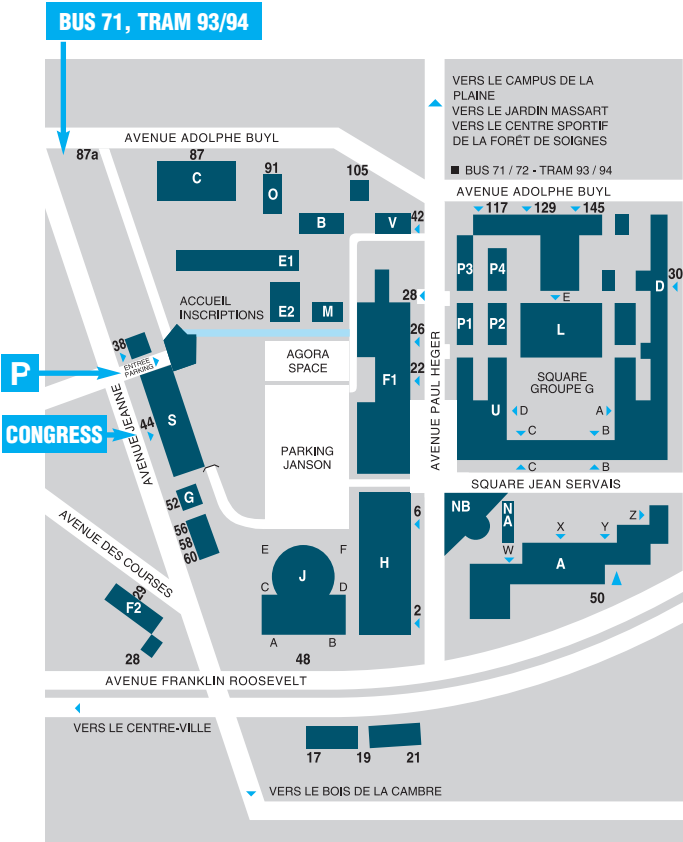 BUS 71, TRAM 93/94
VERS LE CAMPUS DE LA
PLAINE
VERS LE JARDIN MASSART
VERS LE CENTRE SPORTIF
DE LA FORÊT DE SOIGNES
BUS 71 / 72 - TRAM 93 / 94
AVENUE ADOLPHE BUYL
87a
87
91
105
AVENUE ADOLPHE BUYL
117
129
145
C
O
B
V
42
E1
P3
P4
D
30
E
ACCUEIL
INSCRIPTIONS
E2
M
28
26
P1
P2
L
38
ENTRÉE
PARKING
P
AGORA
SPACE
F1
22
AVENUE PAUL HEGER
SQUARE
GROUPE G
CONGRESS
44
AVENUE JEANNE
S
U
D
A
C
B
PARKING
JANSON
C
B
SQUARE JEAN SERVAIS
52
G
56
58
60
AVENUE DES COURSES
6
NB
NA
Z
X
Y
W
A
50
E
F
J
C
D
A
B
48
H
2
29
F2
28
AVENUE FRANKLIN ROOSEVELT
VERS LE CENTRE-VILLE
17
19
21
VERS LE BOIS DE LA CAMBRE